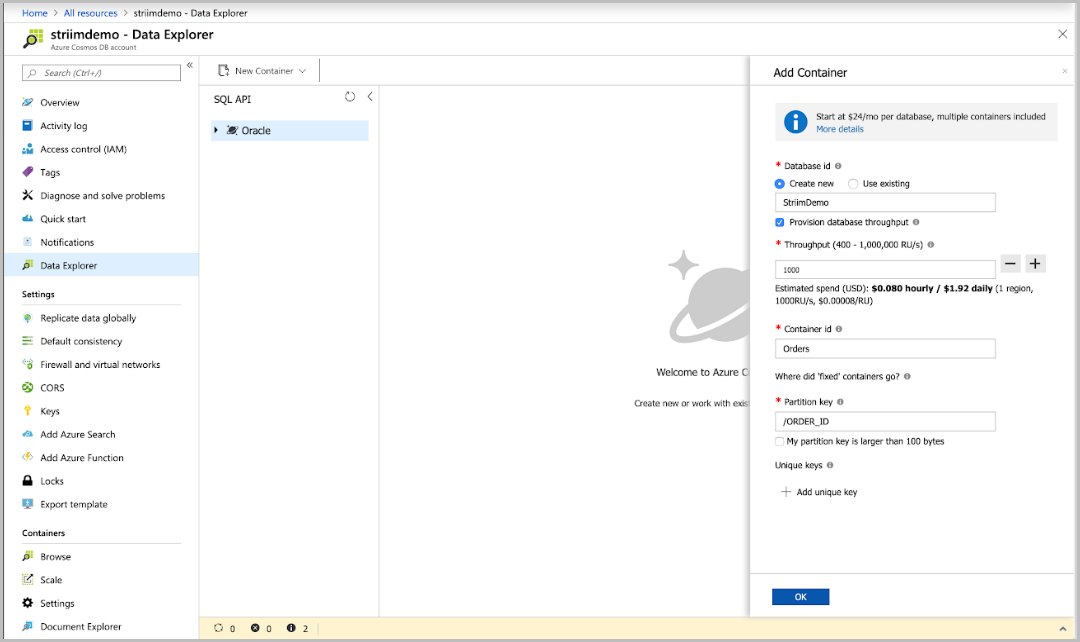 Home > All resources > striimdemo - Data Explorer
striimdemo - Data Explorer
Azure Cosmos DB account
Search (Ctrl+/)
Overview
Activity log
Access control (IAM)
Tags
Diagnose and solve problems
Quick start
Notifications
Data Explorer
Settings
Replicate data globally
Default consistency
Firewall and virtual networks
CORS
Keys
Add Azure Search
Add Azure Function
Locks
Export template
Containers
Browse
Scale
Settings
Document Explorer
New Container
SQL API
Oracle
Welcome to Azure C
Create new or work with exis
0 0 2
Add Container
Start at $24/mo per database, multiple containers included
More details
* Database id
Create new Use existing
StriimDemo
Provision database throughput
* Throughput (400 - 1,000,000 RU/s)
1000
Estimated spend (USD): $0.080 hourly / $1.92 daily (1 region,
1000RU/s, $0.00008/RU)
* Container id
Orders
Where did 'fixed' containers go?
* Partition key
/ORDER_ID
My partition key is larger than 100 bytes
Unique keys
Add unique key
OK